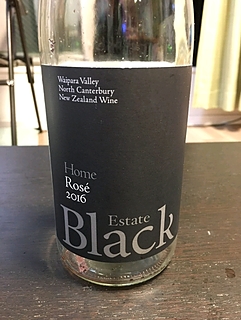 Waipara Valley
North Canterbury
New Zealand Wine
Home
Rosé
2016
Estate
Black